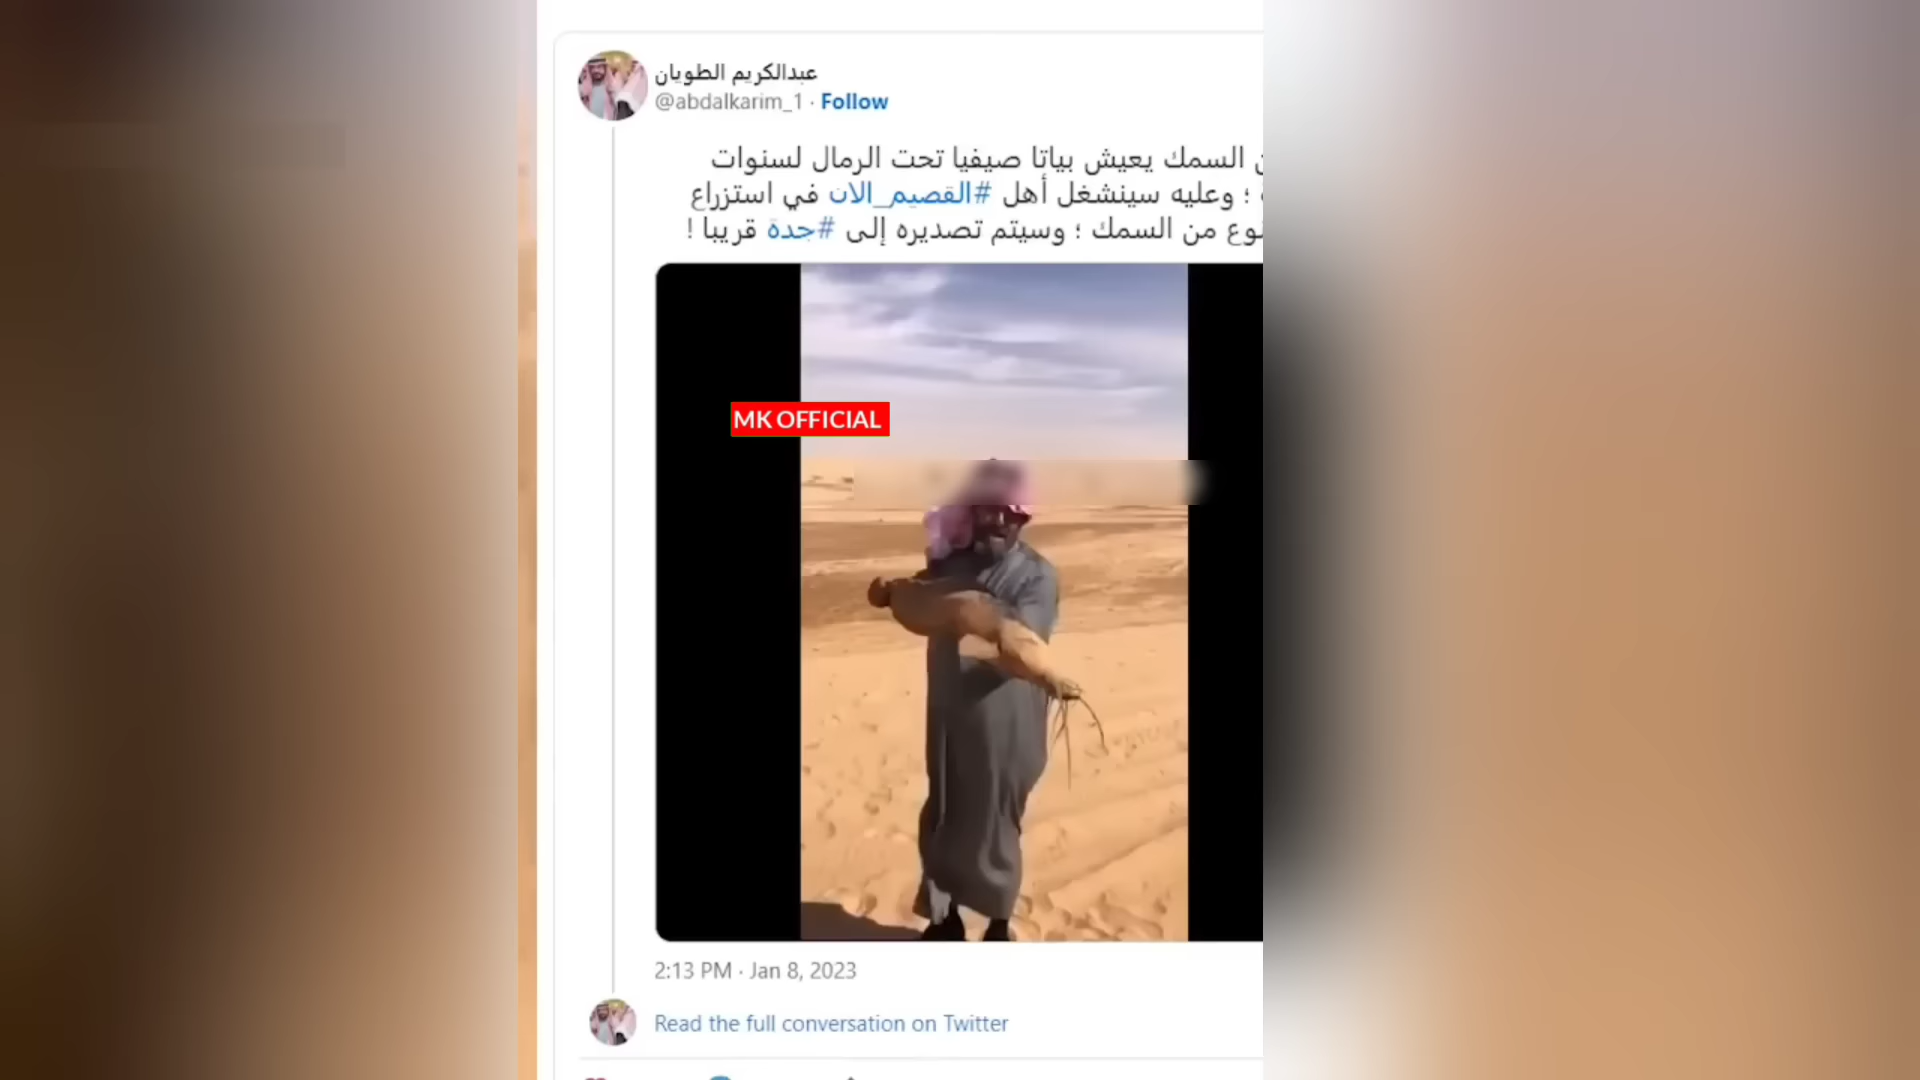 عبدالكريم الطويان
@abdalkarim_1 · Follow
السمك يعيش بياتا صيفيا تحت الرمال لسنوات
؛ وعليه سينشغل أهل #القصيم_الان في استزراع
من السمك ؛ وسيتم تصديره إلى #جدة قريبا !
MK OFFICIAL
2:13 PM · Jan 8, 2023
Read the full conversation on Twitter